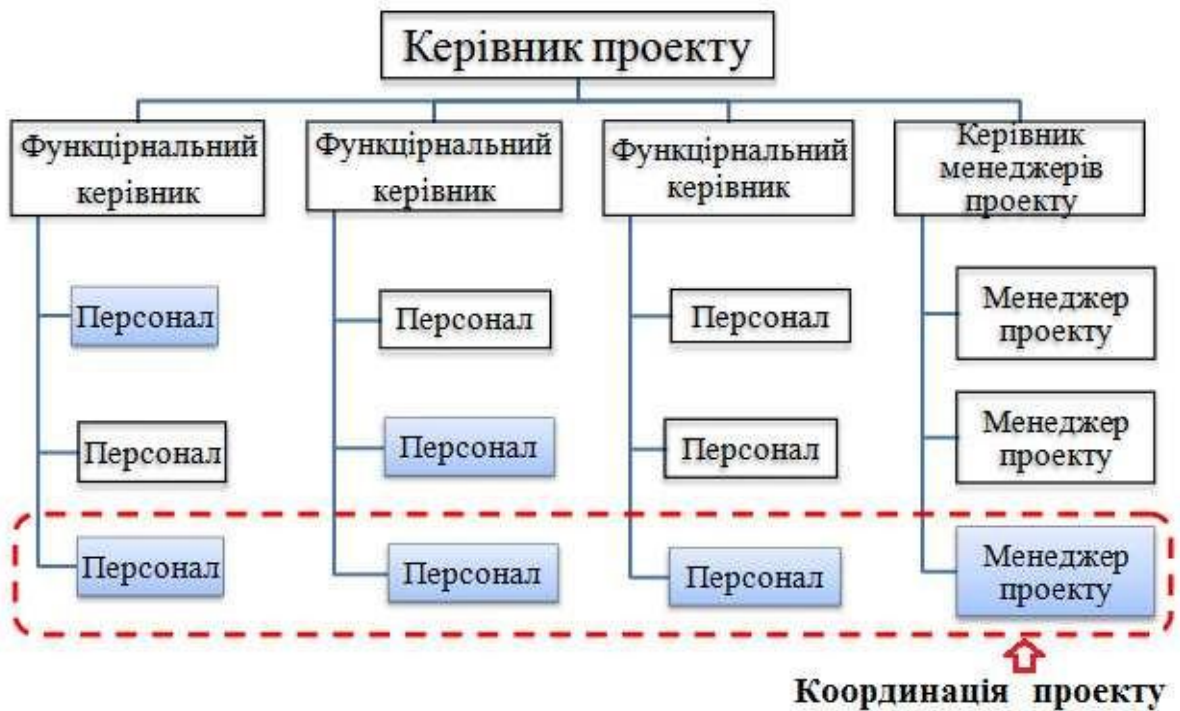 Керівник проекту
Функцірнальний
керівник
Функцірнальний
керівник
Функцірнальний
керівник
Керівник
менеджерів
проекту
Персонал
Персонал
Персонал
Менеджер
проекту
Персонал
Персонал
Персонал
Менеджер
проекту
Персонал
Персонал
Персонал
Менеджер
проекту
Координація проекту